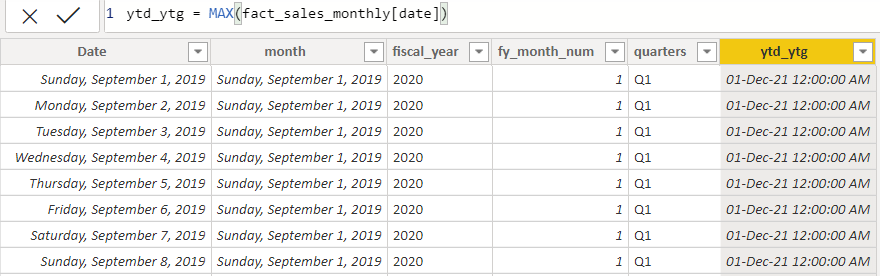 1 ytd_ytg = MAX(fact_sales_monthly[date])
Date month fiscal_year fy_month_num quarters ytd_ytg
Sunday, September 1, 2019 Sunday, September 1, 2019 2020 1 Q1 01-Dec-21 12:00:00 AM
Monday, September 2, 2019 Sunday, September 1, 2019 2020 1 Q1 01-Dec-21 12:00:00 AM
Tuesday, September 3, 2019 Sunday, September 1, 2019 2020 1 Q1 01-Dec-21 12:00:00 AM
Wednesday, September 4, 2019 Sunday, September 1, 2019 2020 1 Q1 01-Dec-21 12:00:00 AM
Thursday, September 5, 2019 Sunday, September 1, 2019 2020 1 Q1 01-Dec-21 12:00:00 AM
Friday, September 6, 2019 Sunday, September 1, 2019 2020 1 Q1 01-Dec-21 12:00:00 AM
Saturday, September 7, 2019 Sunday, September 1, 2019 2020 1 Q1 01-Dec-21 12:00:00 AM
Sunday, September 8, 2019 Sunday, September 1, 2019 2020 1 Q1 01-Dec-21 12:00:00 AM